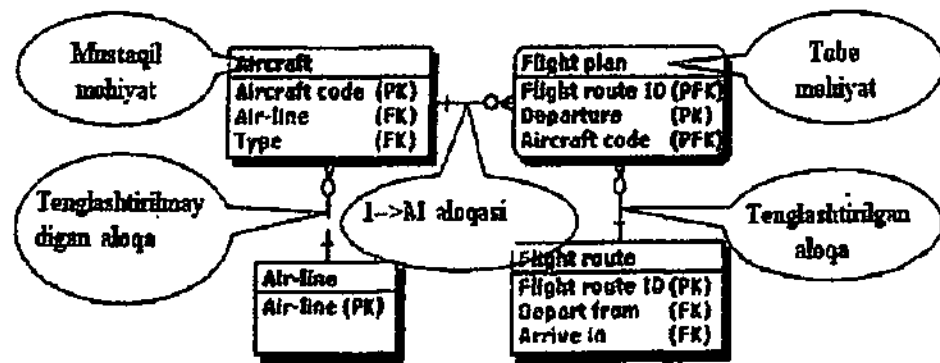 Mustaqil
mohiyat
Aircraft
Aircraft code (PK)
Air-line (FK)
Type (FK)
Flight plan
Flight route ID (PFK)
Departure (PK)
Aircraft code (PFK)
Tobe
mohiyat
Tenglashtirilmay
digan aloqa
1->M aloqasi
Tenglashtirilgan
aloqa
Air-line
Air-line (PK)
Flight route
Flight route ID (PK)
Depart from (FK)
Arrive in (FK)